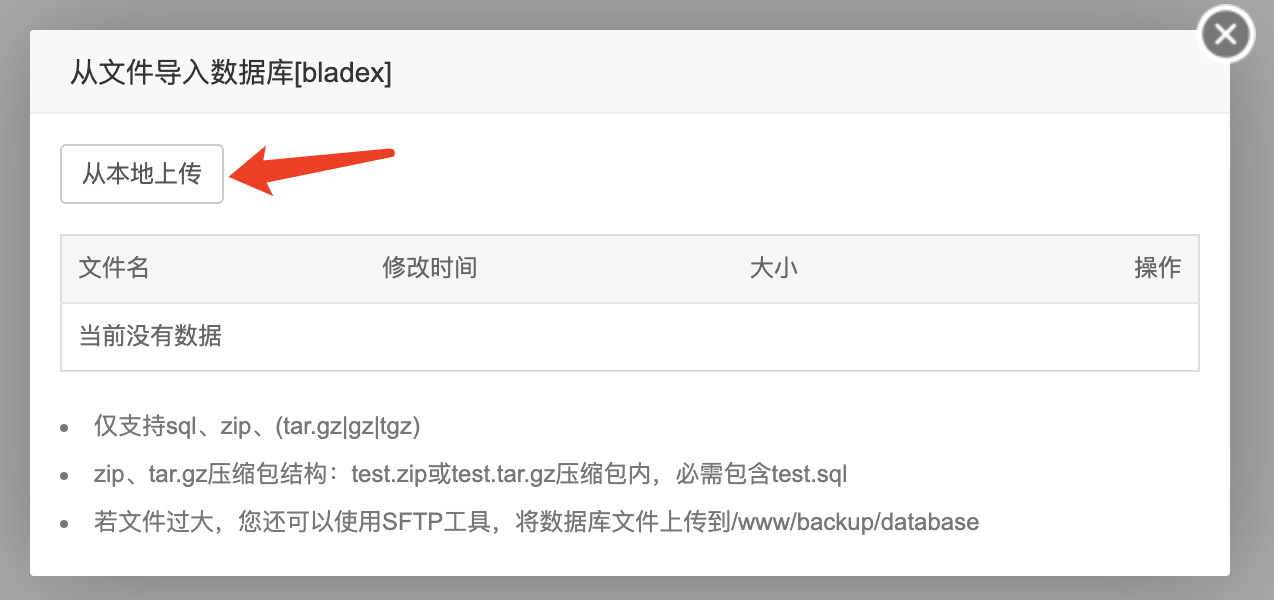 从文件导入数据库[bladex]
从本地上传
文件名 修改时间 大小 操作
当前没有数据
仅支持sql、zip、(tar.gz|gz|tgz)
zip、tar.gz压缩包结构：test.zip或test.tar.gz压缩包内，必需包含test.sql
若文件过大，您还可以使用SFTP工具，将数据库文件上传到/www/backup/database